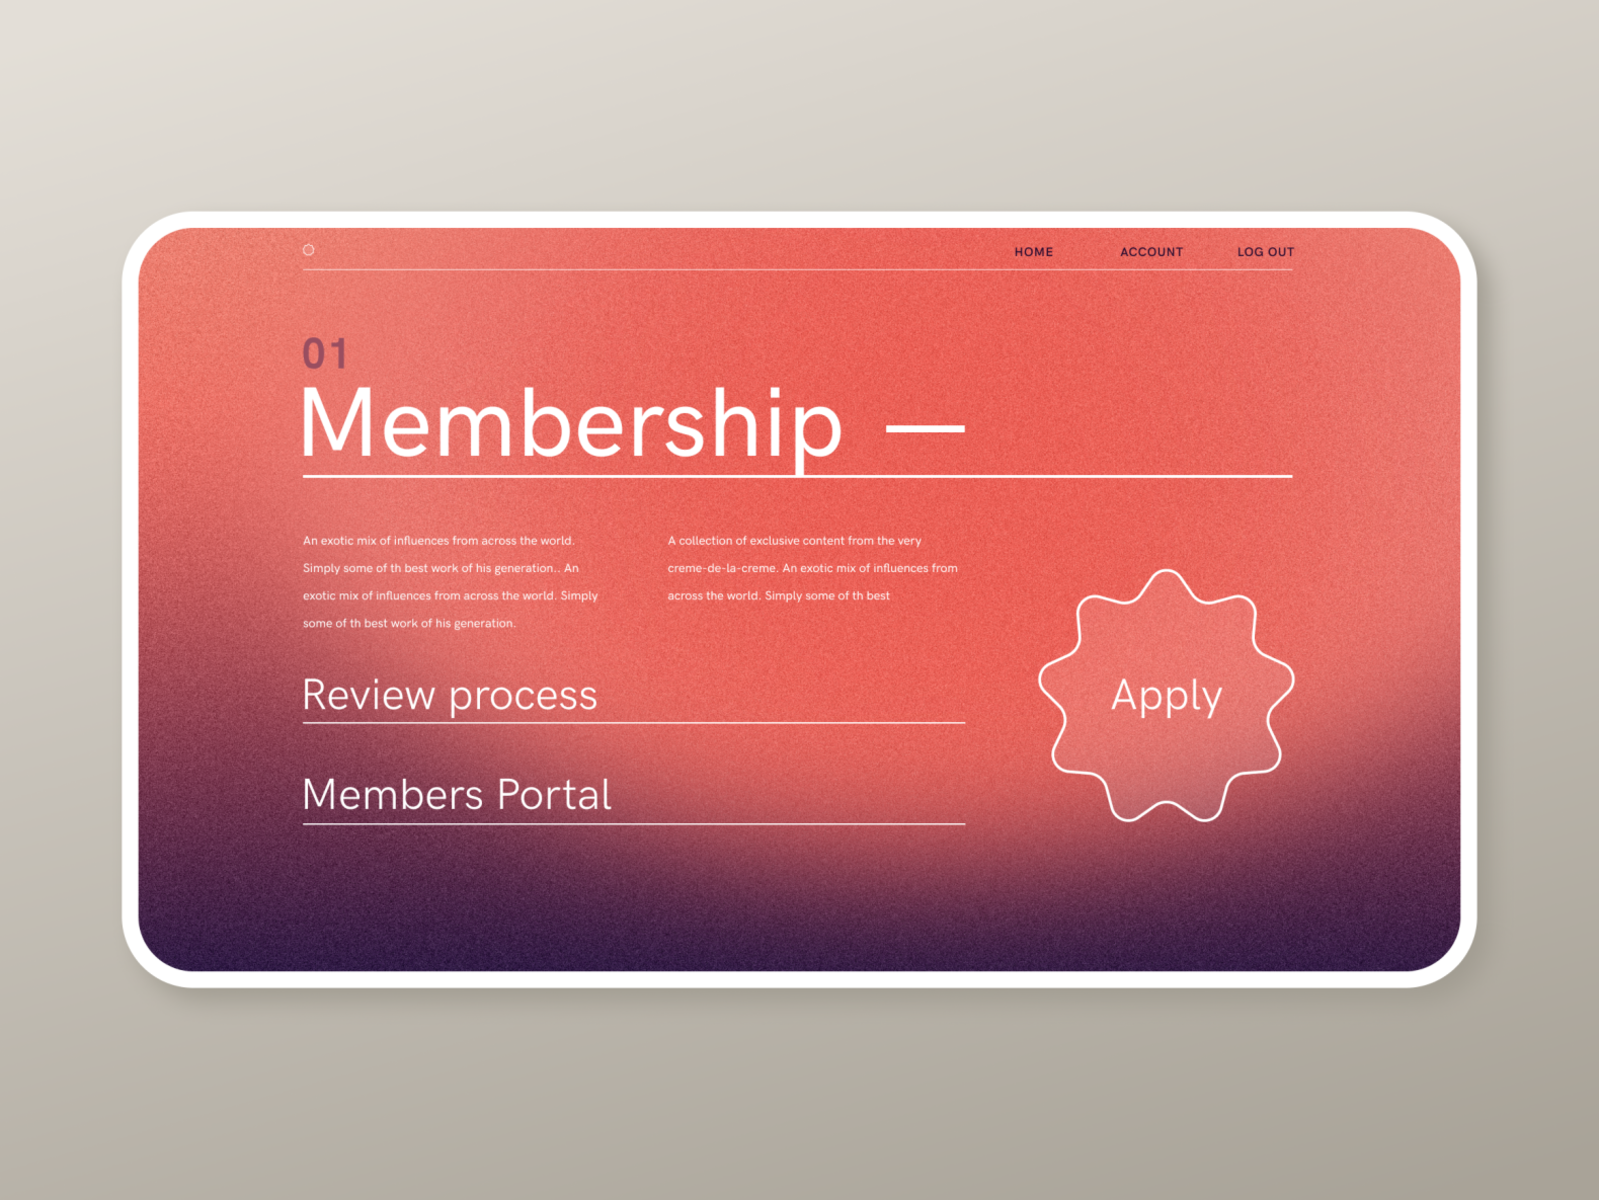 HOME ACCOUNT LOG OUT
01
Membership —
An exotic mix of influences from across the world.
Simply some of th best work of his generation.. An
exotic mix of influences from across the world. Simply
some of th best work of his generation.
A collection of exclusive content from the very
creme-de-la-creme. An exotic mix of influences from
across the world. Simply some of th best
Review process
Members Portal
Apply